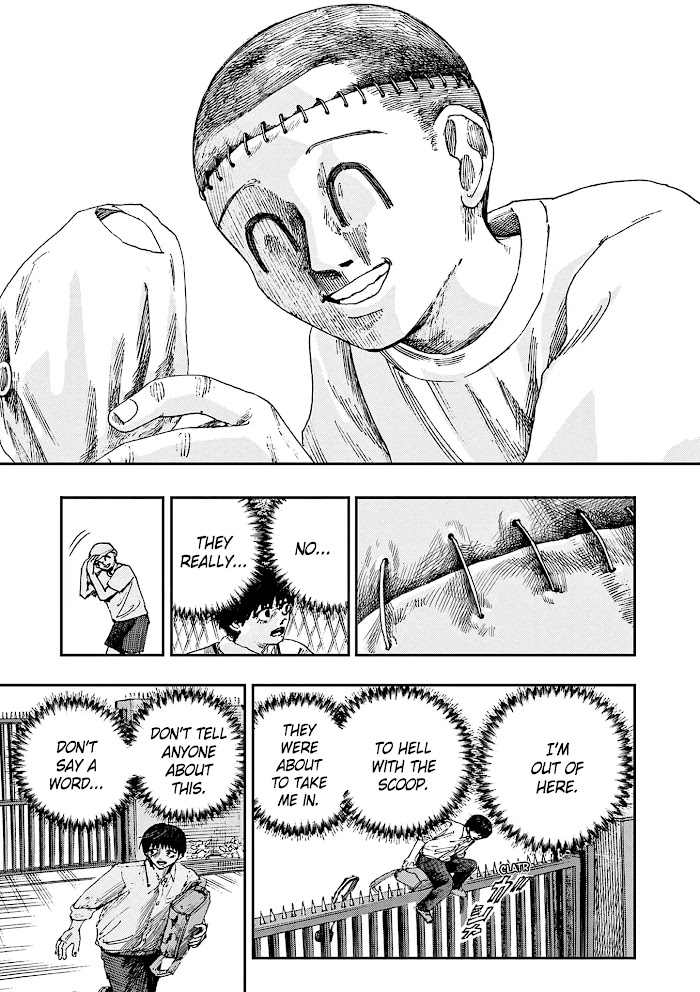 NO...
THEY
REALLY...
I'M
OUT OF
HERE.
TO HELL
WITH THE
SCOOP.
THEY
WERE
ABOUT
TO TAKE
ME IN.
CLATR
DON'T TELL
ANYONE
ABOUT
THIS.
DON'T
SAY A
WORD...